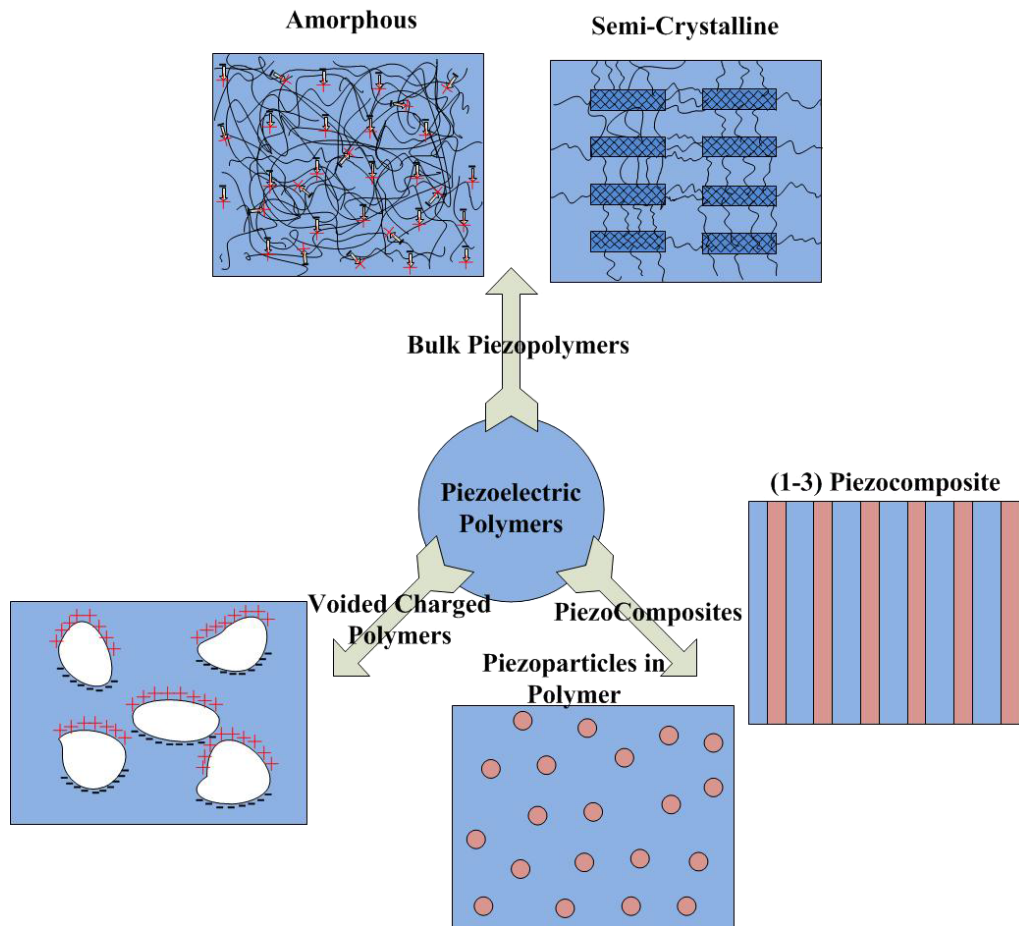 Amorphous
Semi-Crystalline
Bulk Piezopolymers
Piezoelectric
Polymers
(1-3) Piezocomposite
Voided Charged
Polymers
PiezoComposites
Piezoparticles in
Polymer